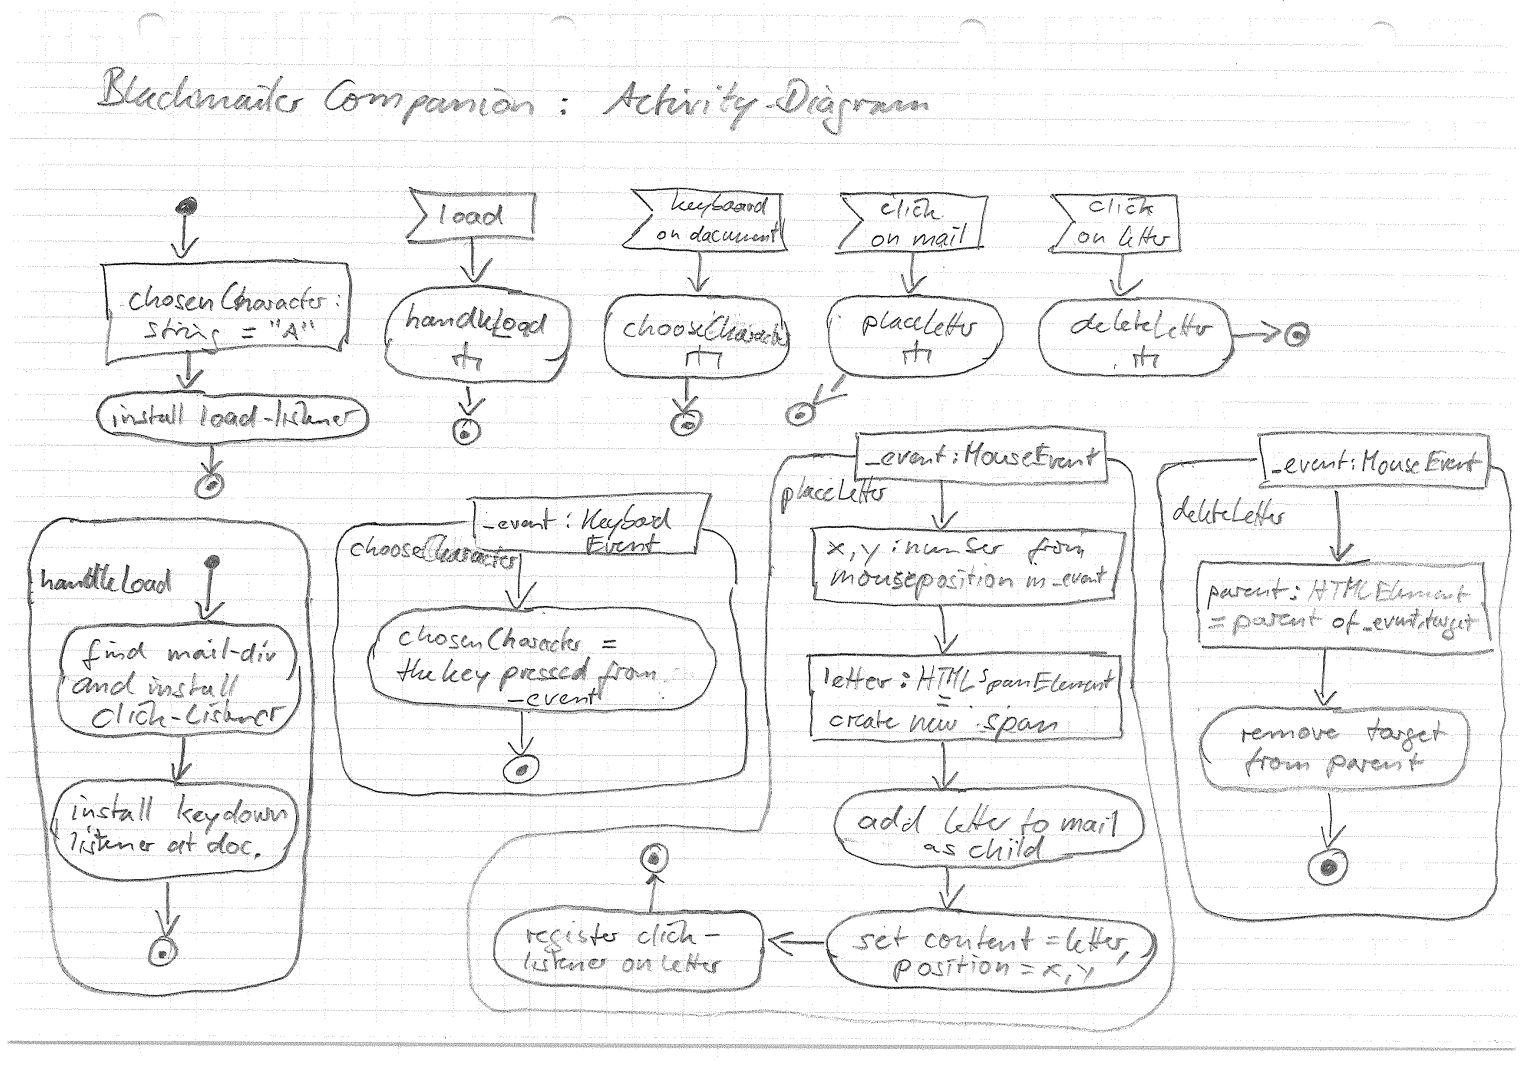 Blackmailer Companion : Activity-Diagram
load
keyboard
on document
click
on mail
click
on letter
chosenCharacter :
string = "A"
handleLoad
chooseCharacter
placeLetter
deleteLetter
install load-listener
_event : Keyboard
Event
chooseCharacter
chosenCharacter =
the key pressed from
_event
handleLoad
find mail-div
and install
click-listener
install keydown
listener at doc.
_event : MouseEvent
placeLetter
x, y : number from
mouseposition in _event
letter : HTMLSpanElement
=
create new span
add letter to mail
as child
set content = letter,
position = x, y
register click-
listener on letter
_event : MouseEvent
deleteLetter
parent : HTMLElement
= parent of _event.target
remove target
from parent